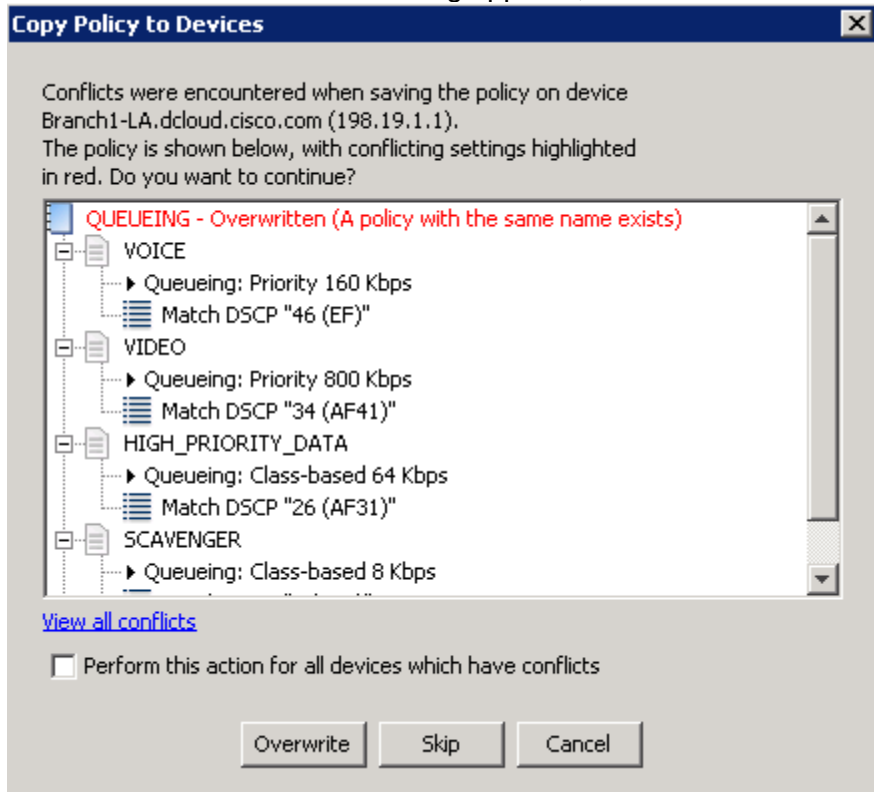 Copy Policy to Devices
Conflicts were encountered when saving the policy on device
Branch1-LA.dcloud.cisco.com (198.19.1.1).
The policy is shown below, with conflicting settings highlighted
in red. Do you want to continue?
QUEUEING - Overwritten (A policy with the same name exists)
VOICE
Queueing: Priority 160 Kbps
Match DSCP "46 (EF)"
VIDEO
Queueing: Priority 800 Kbps
Match DSCP "34 (AF41)"
HIGH_PRIORITY_DATA
Queueing: Class-based 64 Kbps
Match DSCP "26 (AF31)"
SCAVENGER
Queueing: Class-based 8 Kbps
View all conflicts
Perform this action for all devices which have conflicts
Overwrite Skip Cancel